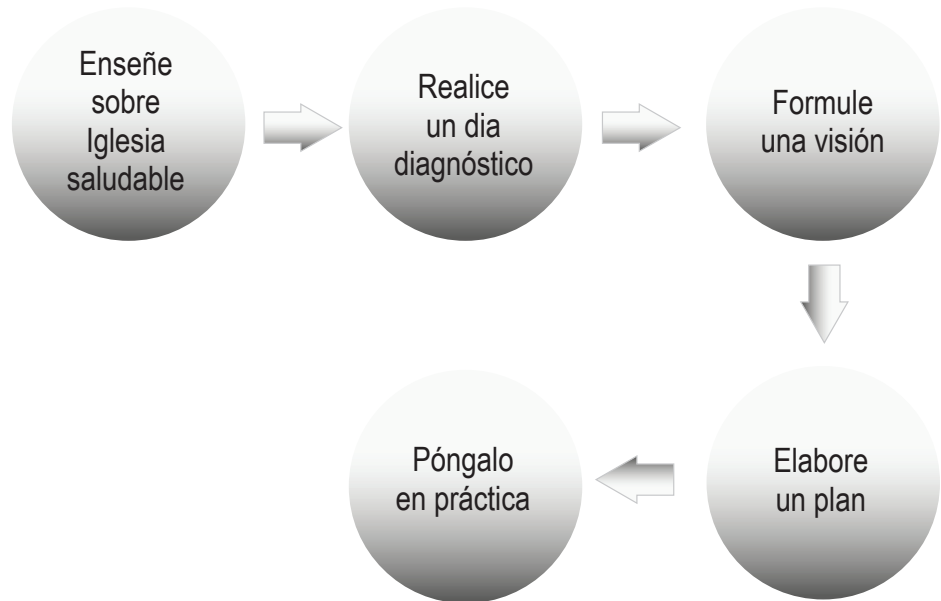 Enseñe
sobre
Iglesia
saludable
Realice
un dia
diagnóstico
Formule
una visión
Elabore
un plan
Póngalo
en práctica